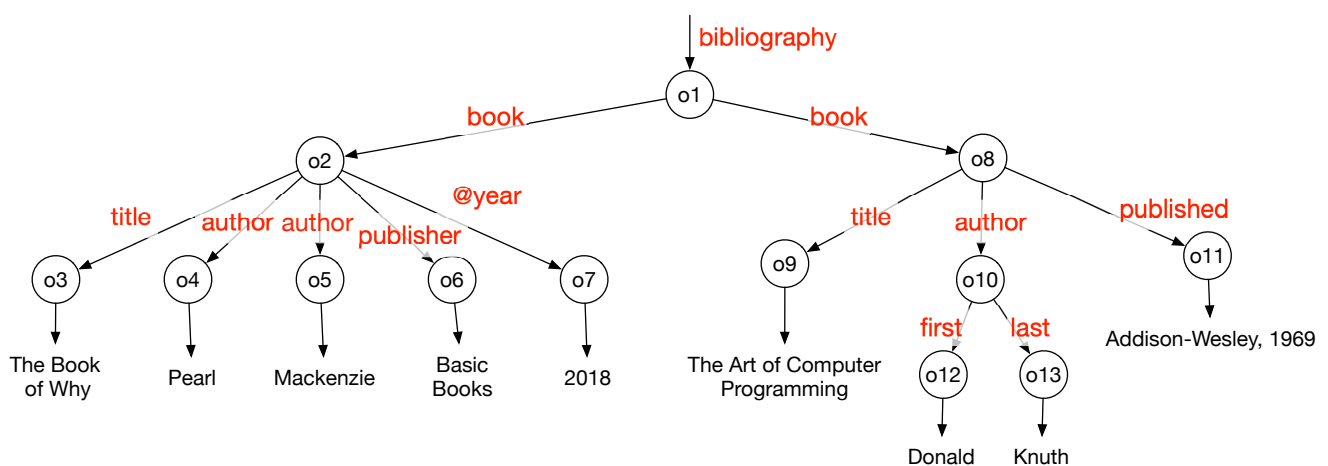 bibliography
o1
book
book
o2
o8
@year
title
author
author
publisher
title
author
published
o3
o4
o5
o6
o7
o9
o10
o11
first
last
The Book
of Why
Pearl
Mackenzie
Basic
Books
2018
The Art of Computer
Programming
o12
o13
Addison-Wesley, 1969
Donald
Knuth